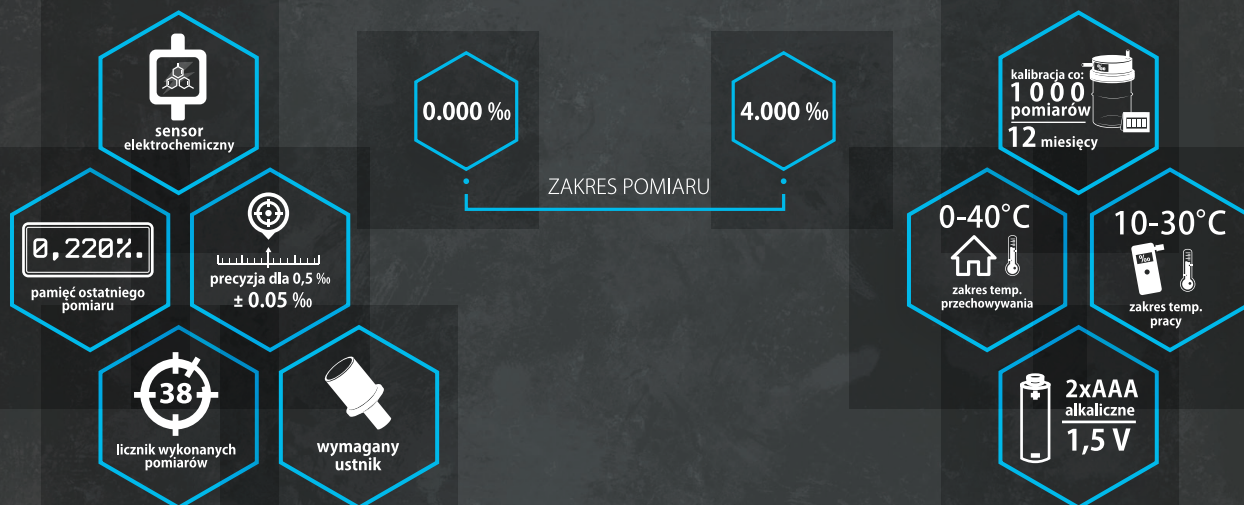 sensor
elektrochemiczny
0,220‰
pamięć ostatniego
pomiaru
precyzja dla 0,5 ‰
± 0.05 ‰
38
licznik wykonanych
pomiarów
wymagany
ustnik
0.000 ‰
4.000 ‰
ZAKRES POMIARU
kalibracja co:
1000
pomiarów
12 miesięcy
‰
0-40°C
zakres temp.
przechowywania
10-30°C
‰
zakres temp.
pracy
2xAAA
alkaliczne
1,5 V